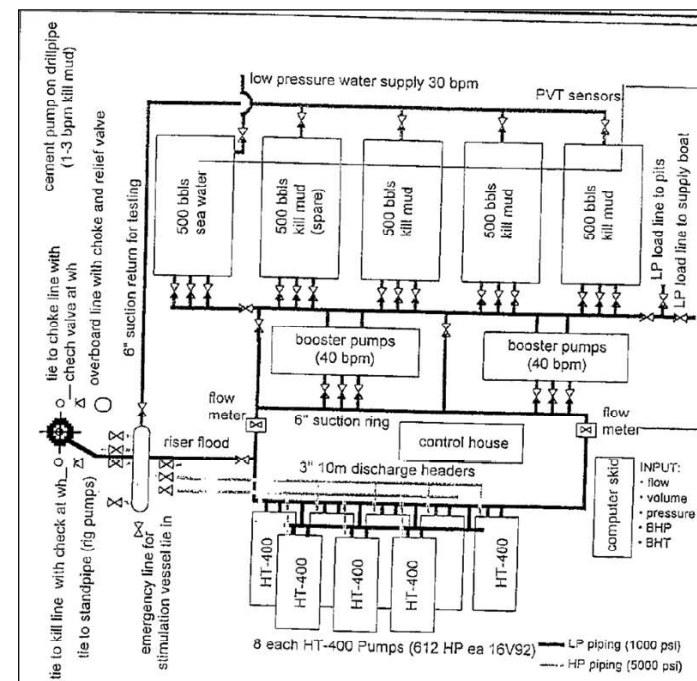 low pressure water supply 30 bpm
PVT sensors
cement pump on drillpipe
(1-3 bpm kill mud)
6" suction return for testing
500 bbls
sea water
500 bbls
kill mud
(spare)
500 bbls
kill mud
500 bbls
kill mud
500 bbls
kill mud
LP load line to pits
LP load line to supply boat
tie to choke line with
chech valve at wh
overboard line with choke and relief valve
booster pumps
(40 bpm)
booster pumps
(40 bpm)
flow
meter
6" suction ring
flow
meter
riser flood
control house
3" 10m discharge headers
computer skid
INPUT:
· flow
· volume
· pressure
· BHP
· BHT
tie to kill line with check at wh
tie to standpipe (rig pumps)
emergency line for
stimulation vessel tie in
HT-400
HT-400
HT-400
HT-400
HT-400
8 each HT-400 Pumps (612 HP ea 16V92)
LP piping (1000 psi)
HP piping (5000 psi)